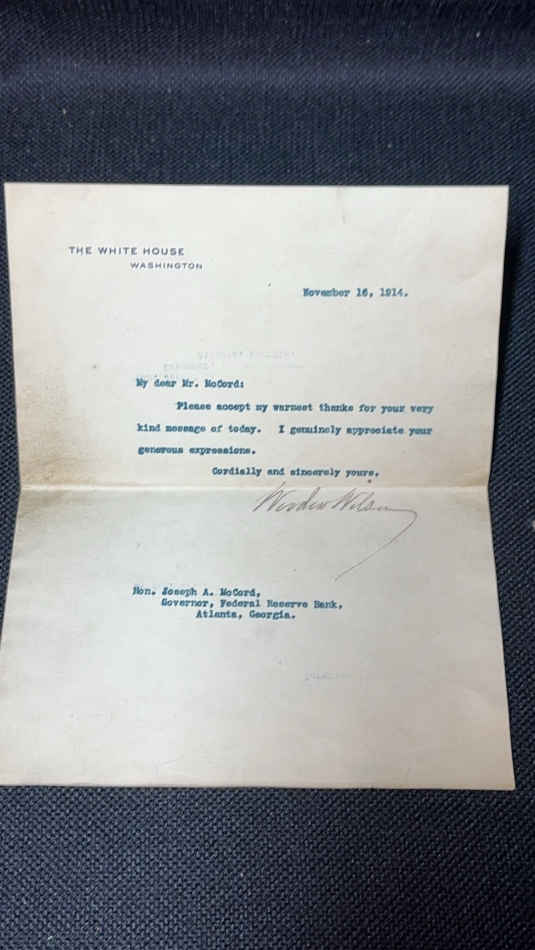 THE WHITE HOUSE
WASHINGTON
November 16, 1914.
My dear Mr. McCord:
Please accept my warmest thanks for your very
kind message of today. I genuinely appreciate your
generous expressions.
Cordially and sincerely yours,
Woodrow Wilson
Hon. Joseph A. McCord,
Governor, Federal Reserve Bank,
Atlanta, Georgia.